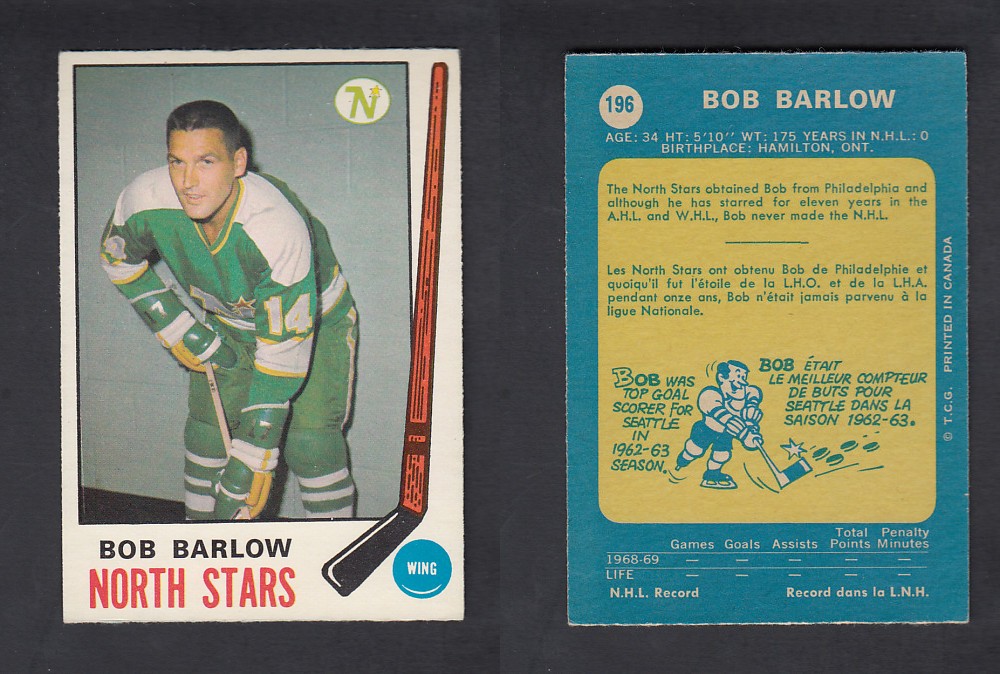 N
14
BOB BARLOW
NORTH STARS
WING
196
BOB BARLOW
AGE: 34 HT: 5'10'' WT: 175 YEARS IN N.H.L.: 0
BIRTHPLACE: HAMILTON, ONT.
The North Stars obtained Bob from Philadelphia and
although he has starred for eleven years in the
A.H.L. and W.H.L., Bob never made the N.H.L.
Les North Stars ont obtenu Bob de Philadelphie et
quoiqu'il fut l'étoile de la L.H.O. et de la L.H.A.
pendant onze ans, Bob n'était jamais parvenu à la
ligue Nationale.
BOB WAS
TOP GOAL
SCORER FOR
SEATTLE
IN
1962-63
SEASON.
BOB ÉTAIT
LE MEILLEUR COMPTEUR
DE BUTS POUR
SEATTLE DANS LA
SAISON 1962-63.
© T.C.G. PRINTED IN CANADA
Total Penalty
Games Goals Assists Points Minutes
1968-69 — — — — —
LIFE — — — — —
N.H.L. Record Record dans la L.N.H.